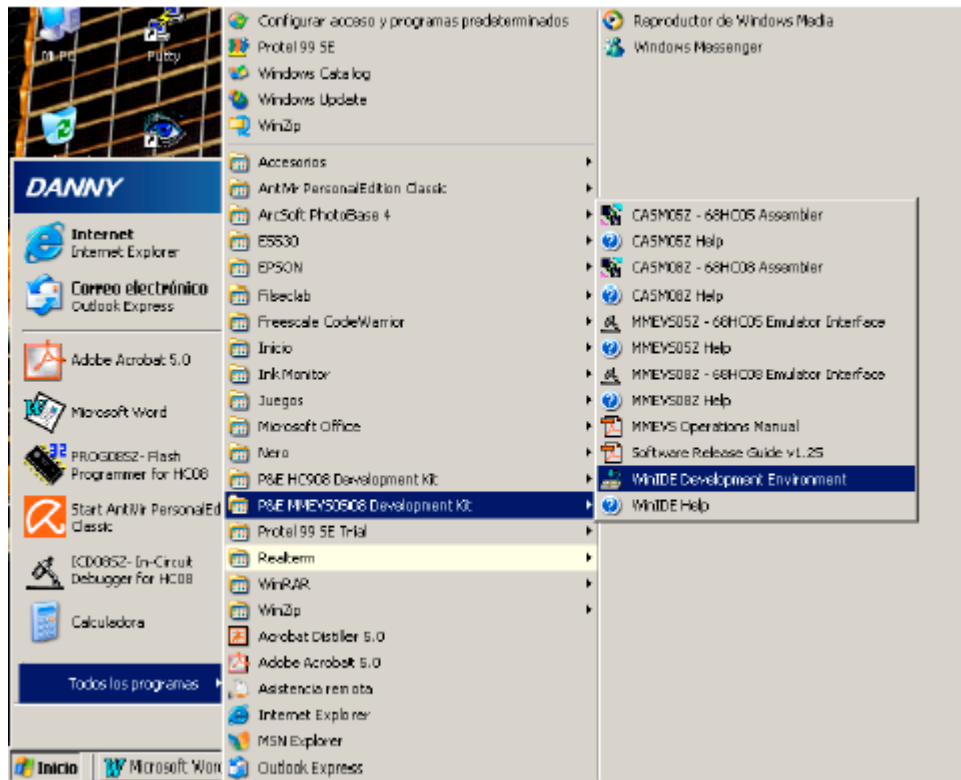 Mi PC
Putty
DANNY
Internet
Internet Explorer
Correo electrónico
Outlook Express
Adobe Acrobat 5.0
Microsoft Word
PROG08SZ- Flash
Programmer for HC08
Start AntiVir PersonalEd
Classic
ICD08SZ- In-Circuit
Debugger for HC08
Calculadora
Todos los programas
Inicio
Microsoft Wor
Configurar acceso y programas predeterminados
Protel 99 SE
Windows Catalog
Windows Update
WinZip
Accesorios
AntiVir PersonalEdition Classic
ArcSoft PhotoBase 4
ES530
EPSON
Filseclab
Freescale CodeWarrior
Inicio
Ink Monitor
Juegos
Microsoft Office
Nero
P&E HC908 Development Kit
P&E MMEVS0508 Development Kit
Protel 99 SE Trial
Realterm
WinRAR
WinZip
Acrobat Distiller 5.0
Adobe Acrobat 5.0
Asistencia remota
Internet Explorer
MSN Explorer
Outlook Express
Reproductor de Windows Media
Windows Messenger
CASM05Z - 68HC05 Assembler
CASM05Z Help
CASM08Z - 68HC08 Assembler
CASM08Z Help
MMEVS05Z - 68HC05 Emulator Interface
MMEVS05Z Help
MMEVS08Z - 68HC08 Emulator Interface
MMEVS08Z Help
MMEVS Operations Manual
Software Release Guide v1.25
WinIDE Development Environment
WinIDE Help